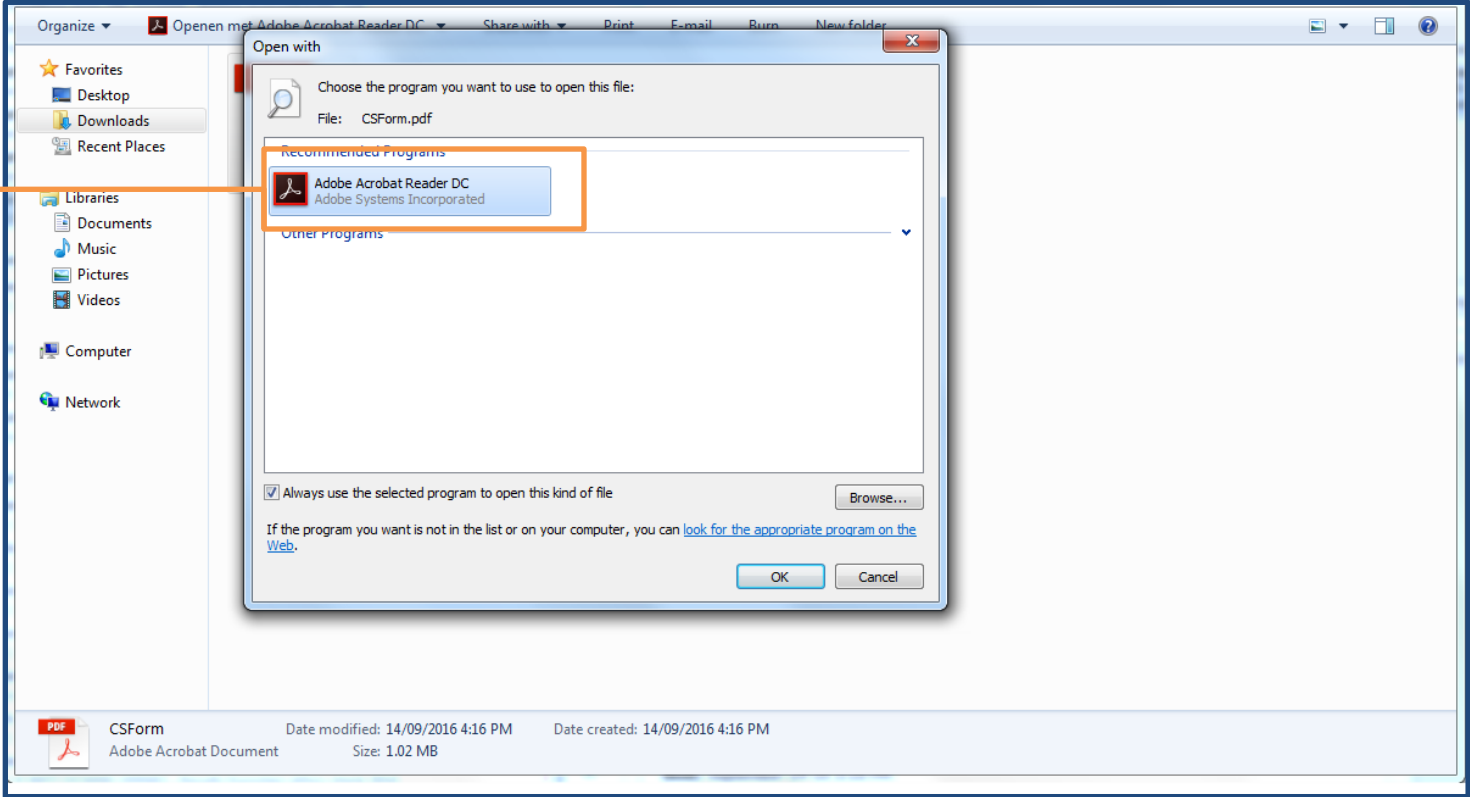 Organize Openen met Adobe Acrobat Reader DC Share with Print E-mail Burn New folder
Open with
Favorites
Desktop
Downloads
Recent Places
Libraries
Documents
Music
Pictures
Videos
Computer
Network
Choose the program you want to use to open this file:
File: CSForm.pdf
Recommended Programs
Adobe Acrobat Reader DC
Adobe Systems Incorporated
Other Programs
Always use the selected program to open this kind of file
Browse...
If the program you want is not in the list or on your computer, you can look for the appropriate program on the
Web.
OK Cancel
PDF
CSForm Date modified: 14/09/2016 4:16 PM Date created: 14/09/2016 4:16 PM
Adobe Acrobat Document Size: 1.02 MB